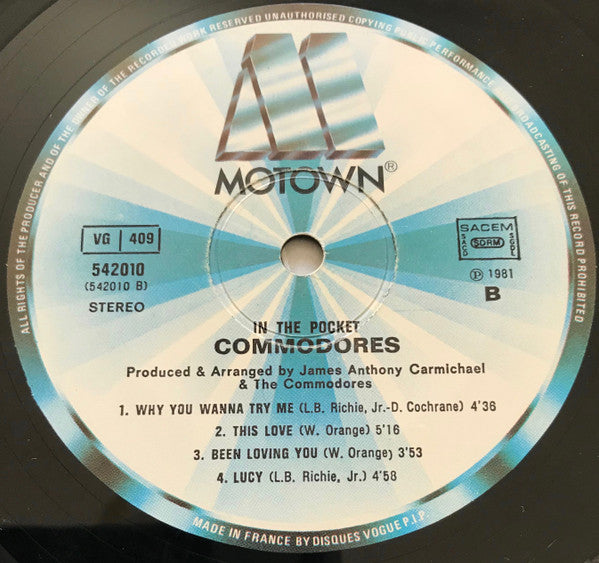 ALL RIGHTS OF THE PRODUCER AND OF THE OWNER OF THE RECORDED WORK RESERVED UNAUTHORISED COPYING PUBLIC PERFORMANCE BROADCASTING OF THIS RECORD PROHIBITED
MOTOWN®
VG | 409
542010
(542010 B)
STEREO
SACEM
SACD SDRM SGDL
℗ 1981
B
IN THE POCKET
COMMODORES
Produced & Arranged by James Anthony Carmichael
& The Commodores
1. WHY YOU WANNA TRY ME (L.B. Richie, Jr.-D. Cochrane) 4'36
2. THIS LOVE (W. Orange) 5'16
3. BEEN LOVING YOU (W. Orange) 3'53
4. LUCY (L.B. Richie, Jr.) 4'58
MADE IN FRANCE BY DISQUES VOGUE P.I.P.